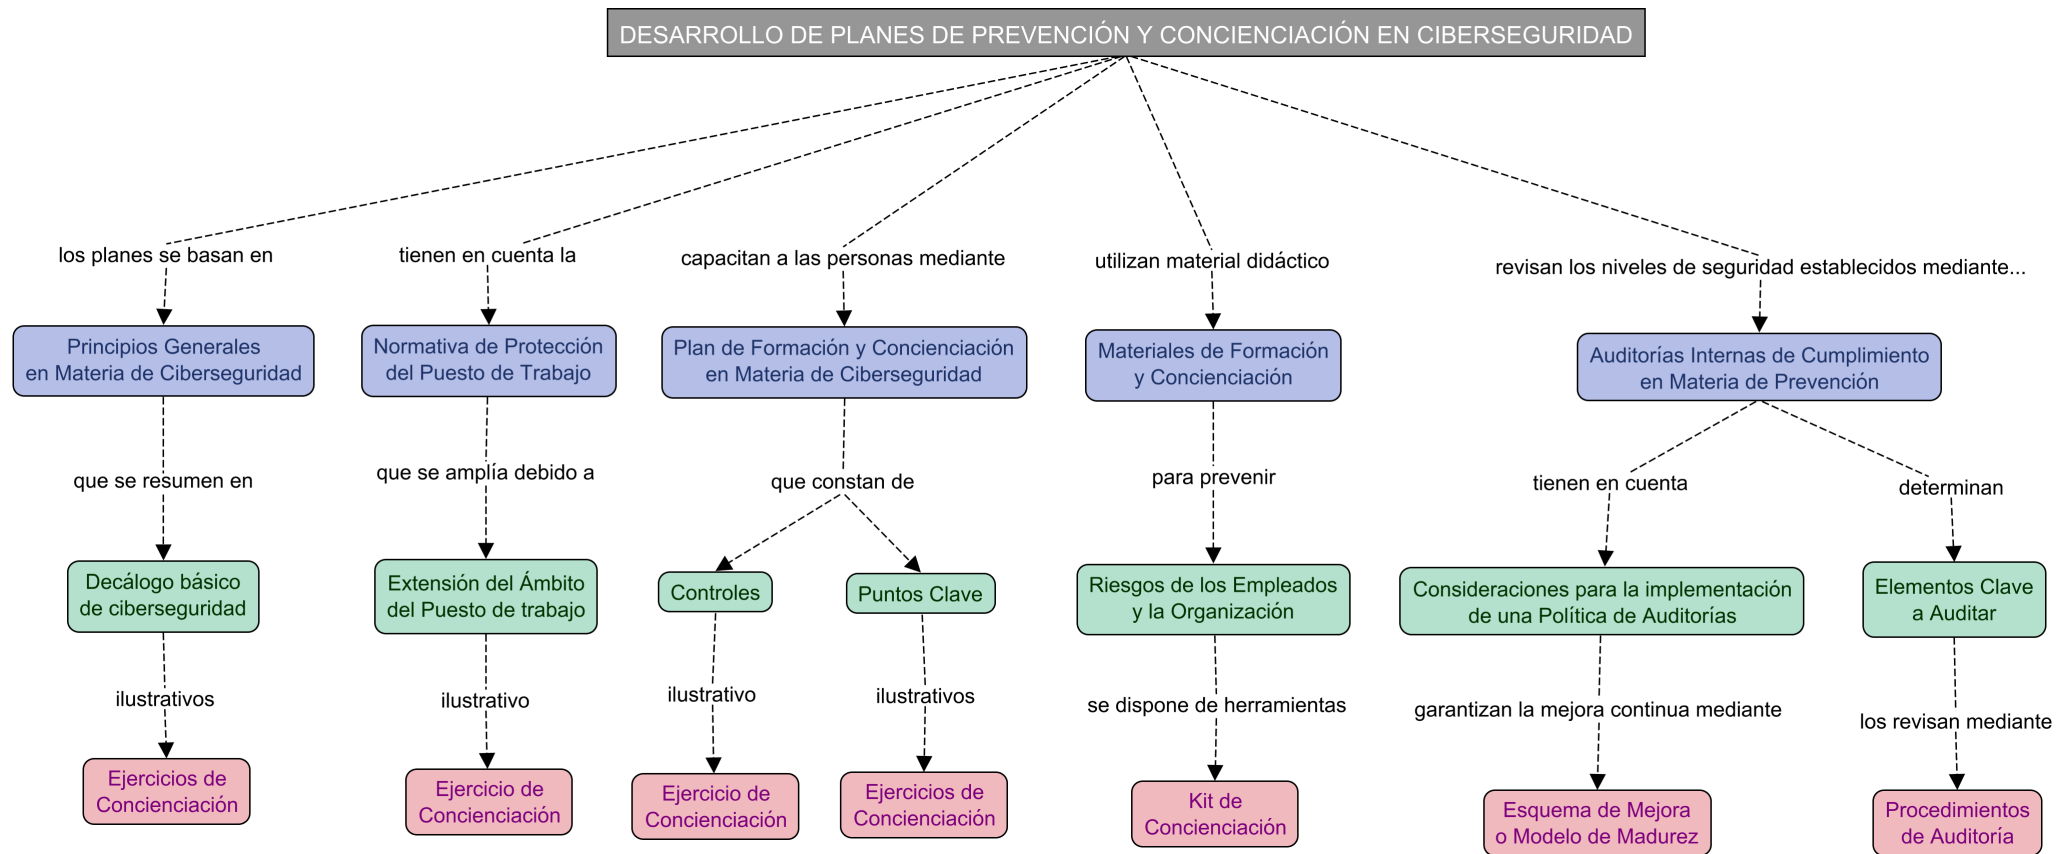 DESARROLLO DE PLANES DE PREVENCIÓN Y CONCIENCIACIÓN EN CIBERSEGURIDAD
los planes se basan en
tienen en cuenta la
capacitan a las personas mediante
utilizan material didáctico
revisan los niveles de seguridad establecidos mediante...
Principios Generales
en Materia de Ciberseguridad
Normativa de Protección
del Puesto de Trabajo
Plan de Formación y Concienciación
en Materia de Ciberseguridad
Materiales de Formación
y Concienciación
Auditorías Internas de Cumplimiento
en Materia de Prevención
que se resumen en
que se amplía debido a
que constan de
para prevenir
tienen en cuenta
determinan
Decálogo básico
de ciberseguridad
Extensión del Ámbito
del Puesto de trabajo
Controles
Puntos Clave
Riesgos de los Empleados
y la Organización
Consideraciones para la implementación
de una Política de Auditorías
Elementos Clave
a Auditar
ilustrativos
ilustrativo
ilustrativo
ilustrativos
se dispone de herramientas
garantizan la mejora continua mediante
los revisan mediante
Ejercicios de
Concienciación
Ejercicio de
Concienciación
Ejercicio de
Concienciación
Ejercicios de
Concienciación
Kit de
Concienciación
Esquema de Mejora
o Modelo de Madurez
Procedimientos
de Auditoría